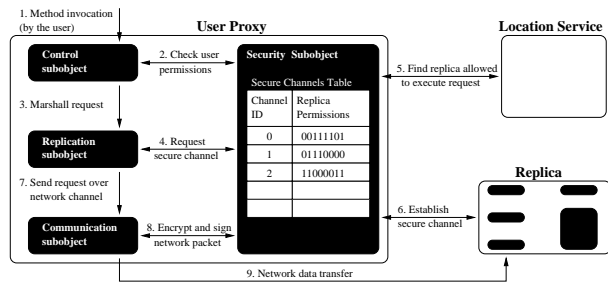 1. Method invocation
(by the user)
User Proxy
Location Service
Control
subobject
2. Check user
permissions
Security Subobject
5. Find replica allowed
to execute request
Secure Channels Table
3. Marshall request
Channel
ID
Replica
Permissions
0 00111101
1 01110000
2 11000011
Replication
subobject
4. Request
secure channel
Replica
7. Send request over
network channel
6. Establish
secure channel
Communication
subobject
8. Encrypt and sign
network packet
9. Network data transfer